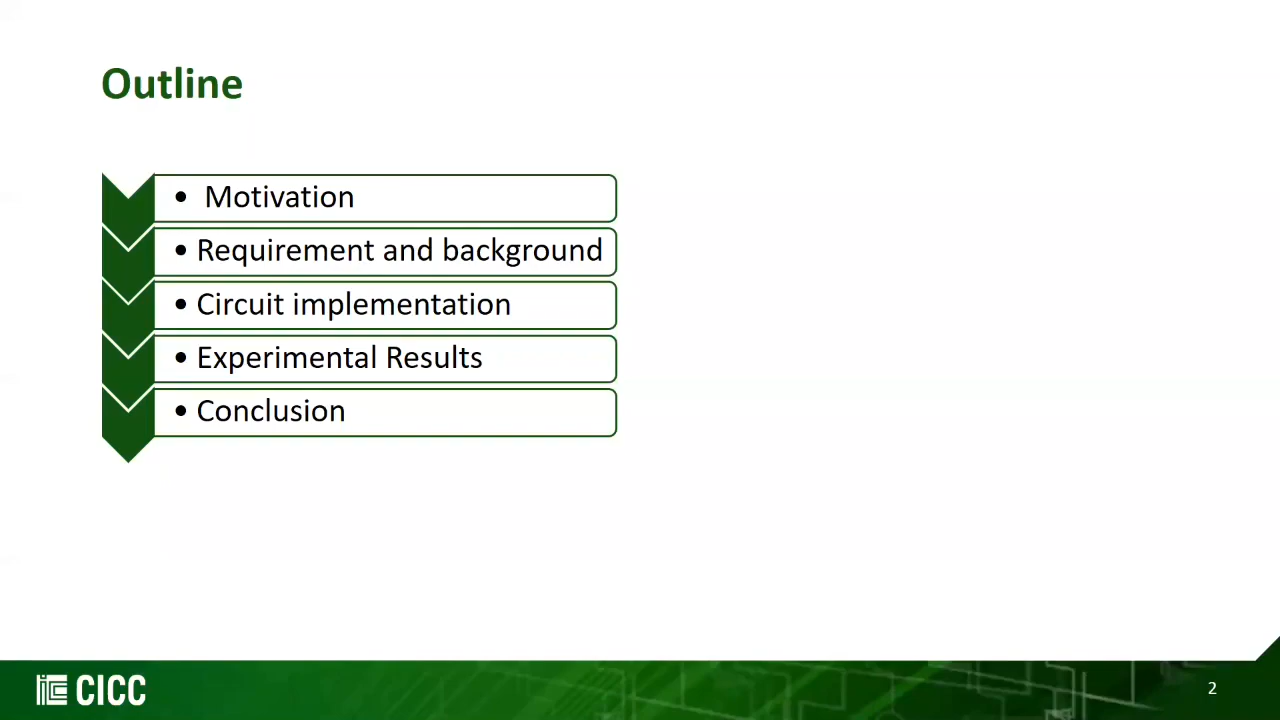 Outline
• Motivation
• Requirement and background
• Circuit implementation
• Experimental Results
• Conclusion
CICC
2